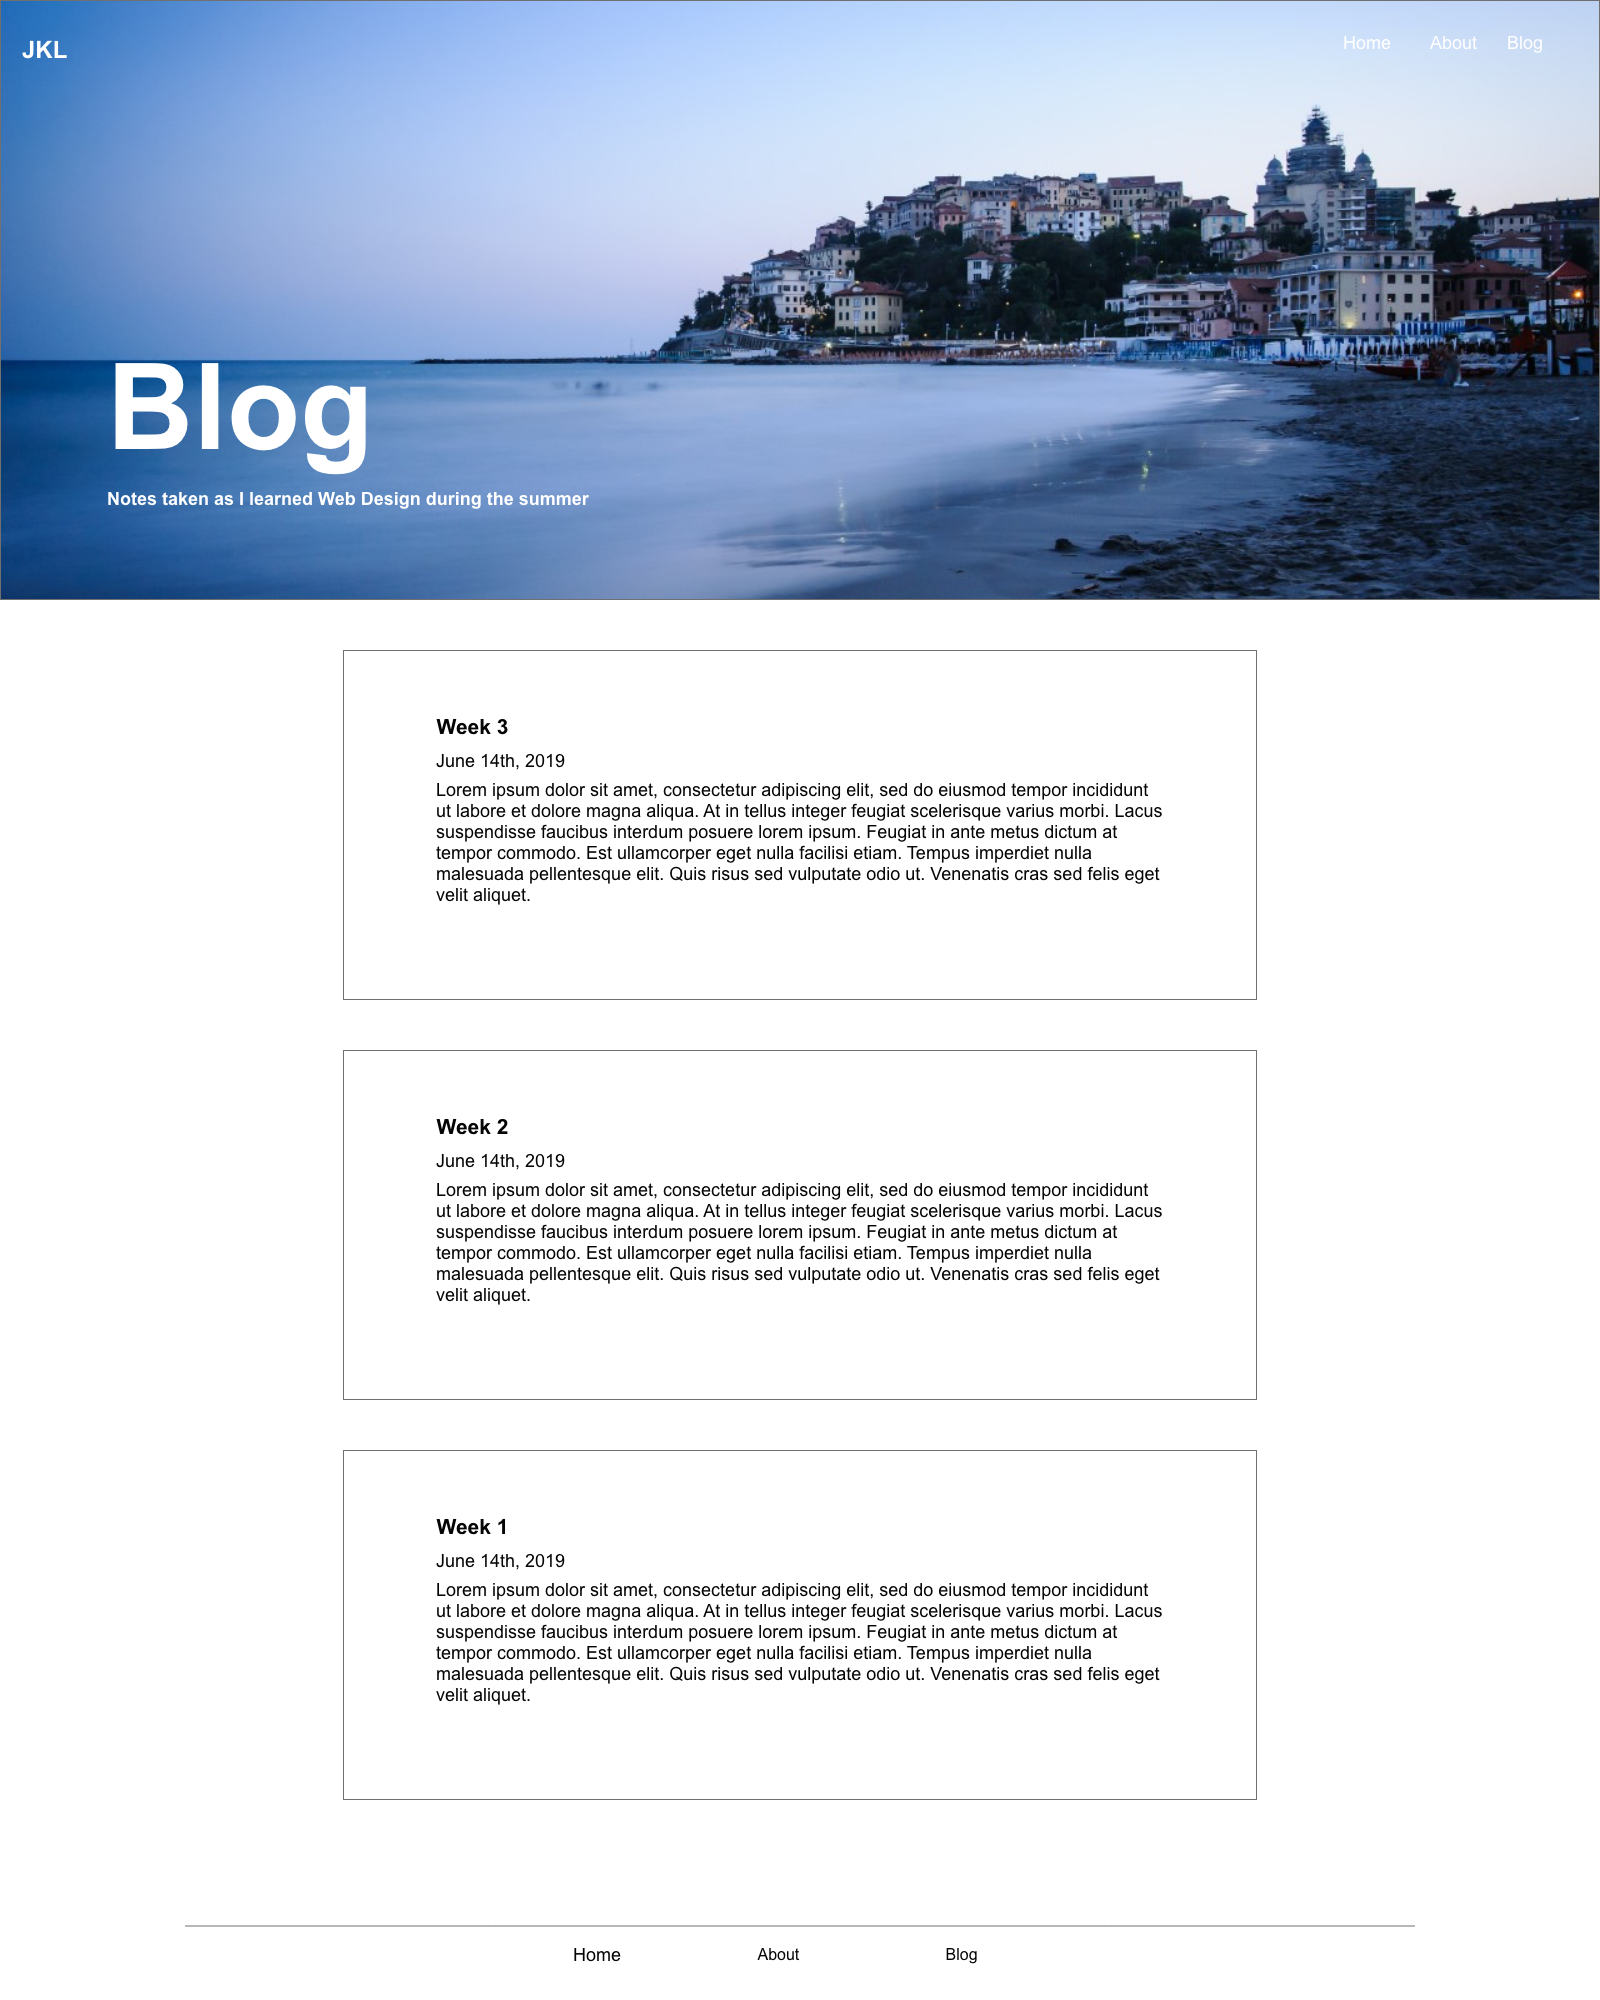 JKL
Home About Blog
Blog
Notes taken as I learned Web Design during the summer
Week 3
June 14th, 2019
Lorem ipsum dolor sit amet, consectetur adipiscing elit, sed do eiusmod tempor incididunt
ut labore et dolore magna aliqua. At in tellus integer feugiat scelerisque varius morbi. Lacus
suspendisse faucibus interdum posuere lorem ipsum. Feugiat in ante metus dictum at
tempor commodo. Est ullamcorper eget nulla facilisi etiam. Tempus imperdiet nulla
malesuada pellentesque elit. Quis risus sed vulputate odio ut. Venenatis cras sed felis eget
velit aliquet.
Week 2
June 14th, 2019
Lorem ipsum dolor sit amet, consectetur adipiscing elit, sed do eiusmod tempor incididunt
ut labore et dolore magna aliqua. At in tellus integer feugiat scelerisque varius morbi. Lacus
suspendisse faucibus interdum posuere lorem ipsum. Feugiat in ante metus dictum at
tempor commodo. Est ullamcorper eget nulla facilisi etiam. Tempus imperdiet nulla
malesuada pellentesque elit. Quis risus sed vulputate odio ut. Venenatis cras sed felis eget
velit aliquet.
Week 1
June 14th, 2019
Lorem ipsum dolor sit amet, consectetur adipiscing elit, sed do eiusmod tempor incididunt
ut labore et dolore magna aliqua. At in tellus integer feugiat scelerisque varius morbi. Lacus
suspendisse faucibus interdum posuere lorem ipsum. Feugiat in ante metus dictum at
tempor commodo. Est ullamcorper eget nulla facilisi etiam. Tempus imperdiet nulla
malesuada pellentesque elit. Quis risus sed vulputate odio ut. Venenatis cras sed felis eget
velit aliquet.
Home About Blog